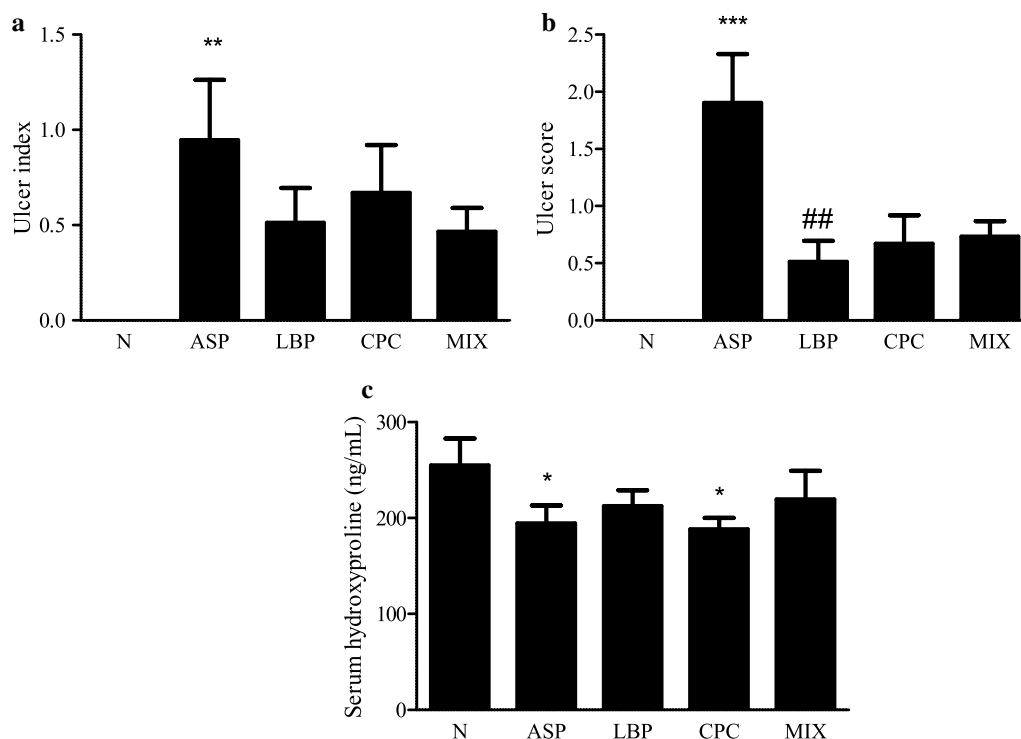 a
Ulcer index
1.5
1.0
0.5
0.0
**
N ASP LBP CPC MIX
b
Ulcer score
2.5
2.0
1.5
1.0
0.5
0.0
***
##
N ASP LBP CPC MIX
c
Serum hydroxyproline (ng/mL)
300
200
100
0
* *
N ASP LBP CPC MIX